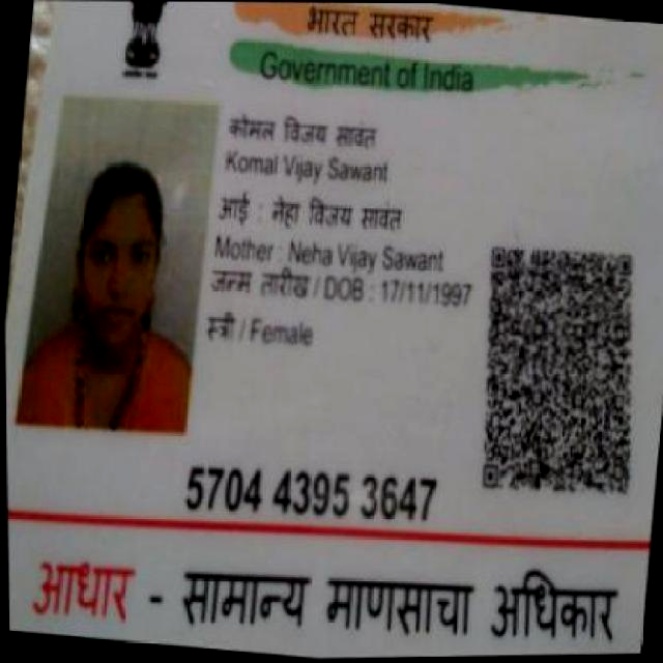 भारत सरकार
Government of India
कोमल विजय सावंत
Komal Vijay Sawant
आई : नेहा विजय सावंत
Mother : Neha Vijay Sawant
जन्म तारीख / DOB : 17/11/1997
स्त्री / Female
5704 4395 3647
आधार - सामान्य माणसाचा अधिकार